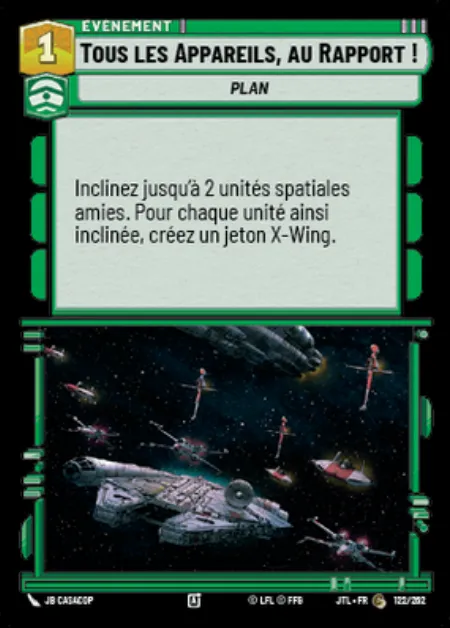 ÉVÉNEMENT
1
TOUS LES APPAREILS, AU RAPPORT !
PLAN
Inclinez jusqu'à 2 unités spatiales
amies. Pour chaque unité ainsi
inclinée, créez un jeton X-Wing.
JB CASACOP
© LFL © FFG
JTL • FR
122/262